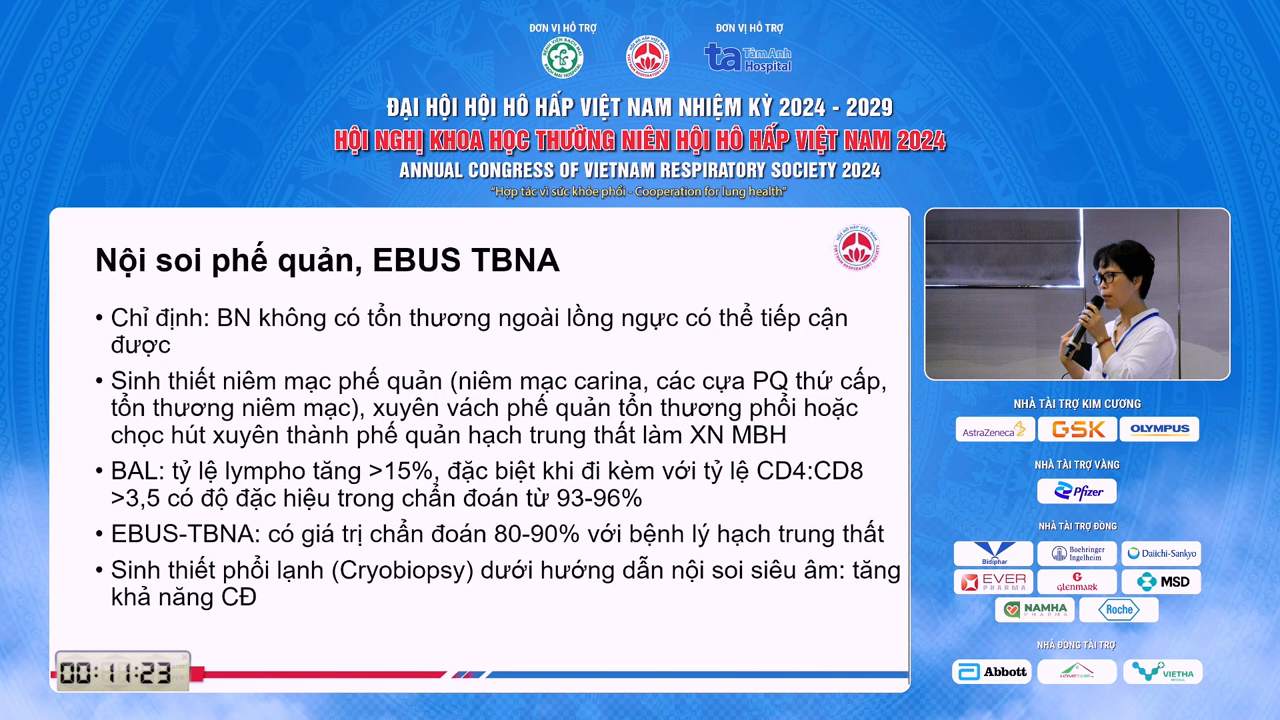 ĐƠN VỊ HỖ TRỢ
ĐƠN VỊ HỖ TRỢ
ta TâmAnh
Hospital
ĐẠI HỘI HỘI HÔ HẤP VIỆT NAM NHIỆM KỲ 2024 - 2029
HỘI NGHỊ KHOA HỌC THƯỜNG NIÊN HỘI HÔ HẤP VIỆT NAM 2024
ANNUAL CONGRESS OF VIETNAM RESPIRATORY SOCIETY 2024
"Hợp tác vì sức khỏe phổi - Cooperation for lung health"
Nội soi phế quản, EBUS TBNA
• Chỉ định: BN không có tổn thương ngoài lồng ngực có thể tiếp cận
được
• Sinh thiết niêm mạc phế quản (niêm mạc carina, các cựa PQ thứ cấp,
tổn thương niêm mạc), xuyên vách phế quản tổn thương phổi hoặc
chọc hút xuyên thành phế quản hạch trung thất làm XN MBH
• BAL: tỷ lệ lympho tăng >15%, đặc biệt khi đi kèm với tỷ lệ CD4:CD8
>3,5 có độ đặc hiệu trong chẩn đoán từ 93-96%
• EBUS-TBNA: có giá trị chẩn đoán 80-90% với bệnh lý hạch trung thất
• Sinh thiết phổi lạnh (Cryobiopsy) dưới hướng dẫn nội soi siêu âm: tăng
khả năng CĐ
00:11:23
NHÀ TÀI TRỢ KIM CƯƠNG
AstraZeneca GSK OLYMPUS
NHÀ TÀI TRỢ VÀNG
Pfizer
NHÀ TÀI TRỢ ĐỒNG
Bidiphar Boehringer Ingelheim Daiichi-Sankyo
EVER PHARMA GLENMARK MSD
NAMHA PHARMA Roche
NHÀ ĐỒNG TÀI TRỢ
Abbott HOMECARE VIETHA